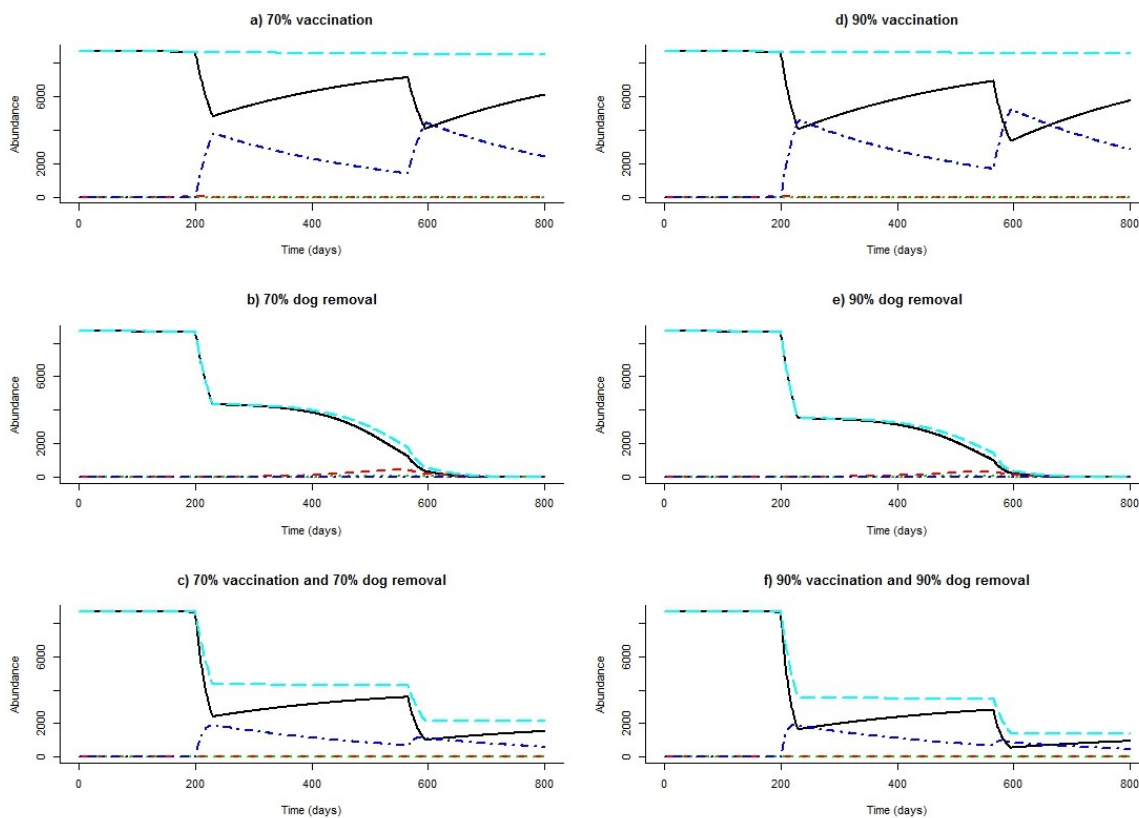 a) 70% vaccination
Abundance
0 2000 6000
0 200 400 600 800
Time (days)
d) 90% vaccination
Abundance
0 2000 6000
0 200 400 600 800
Time (days)
b) 70% dog removal
Abundance
0 2000 6000
0 200 400 600 800
Time (days)
e) 90% dog removal
Abundance
0 2000 6000
0 200 400 600 800
Time (days)
c) 70% vaccination and 70% dog removal
Abundance
0 2000 6000
0 200 400 600 800
Time (days)
f) 90% vaccination and 90% dog removal
Abundance
0 2000 6000
0 200 400 600 800
Time (days)